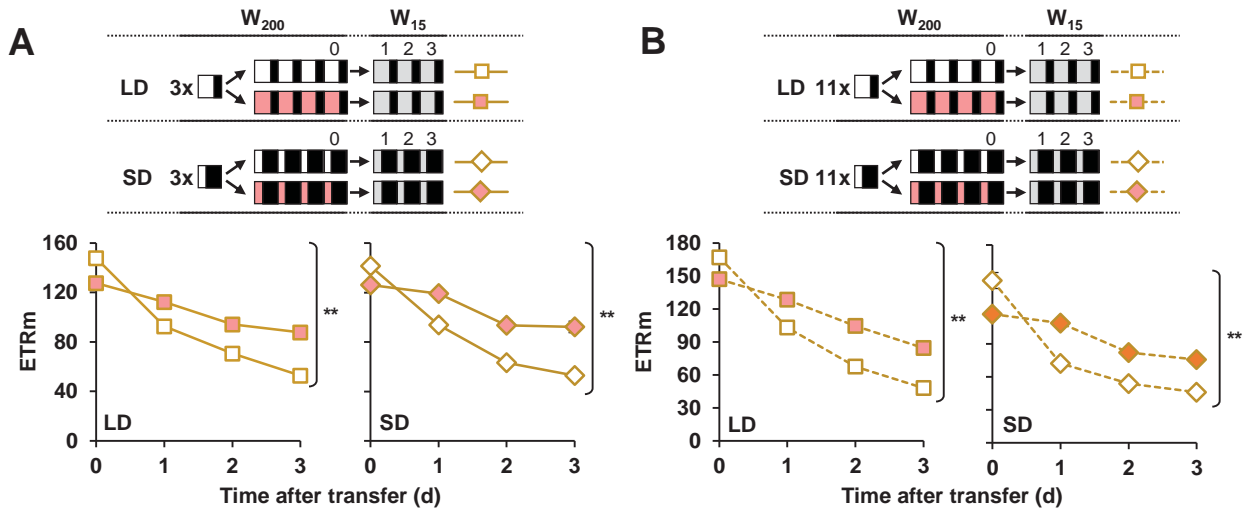 A
W200
W15
0
1 2 3
LD 3x
0
1 2 3
SD 3x
ETRm
160
120
80
40
0
LD
**
0 1 2 3
SD
**
0 1 2 3
Time after transfer (d)
B
W200
W15
0
1 2 3
LD 11x
0
1 2 3
SD 11x
ETRm
180
150
120
90
60
30
0
LD
**
0 1 2 3
SD
**
0 1 2 3
Time after transfer (d)